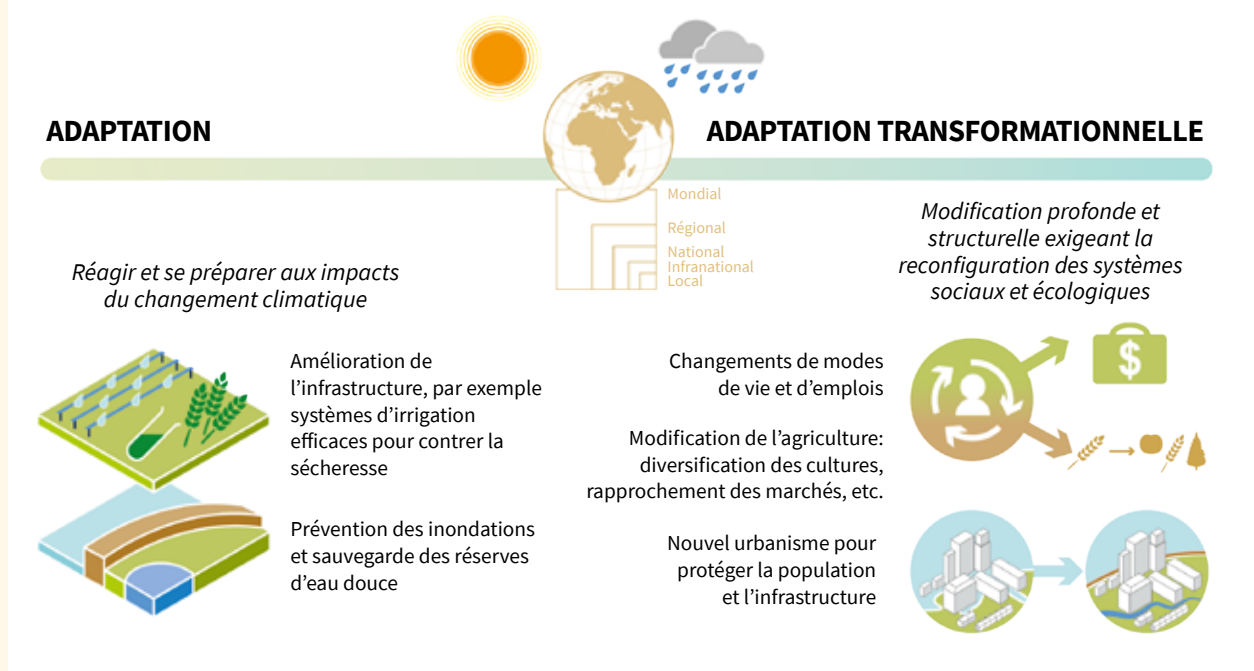 ADAPTATION
ADAPTATION TRANSFORMATIONNELLE
Mondial
Régional
National
Infranational
Local
Réagir et se préparer aux impacts
du changement climatique
Modification profonde et
structurelle exigeant la
reconfiguration des systèmes
sociaux et écologiques
Amélioration de
l’infrastructure, par exemple
systèmes d’irrigation
efficaces pour contrer la
sécheresse
Prévention des inondations
et sauvegarde des réserves
d’eau douce
Changements de modes
de vie et d’emplois
$
Modification de l’agriculture:
diversification des cultures,
rapprochement des marchés, etc.
Nouvel urbanisme pour
protéger la population
et l’infrastructure